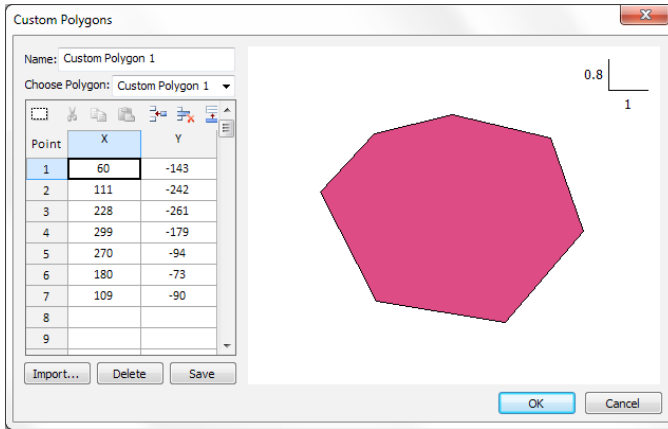 Custom Polygons
Name: Custom Polygon 1
Choose Polygon: Custom Polygon 1
Point X Y
1 60 -143
2 111 -242
3 228 -261
4 299 -179
5 270 -94
6 180 -73
7 109 -90
8
9
Import... Delete Save
0.8
1
OK Cancel